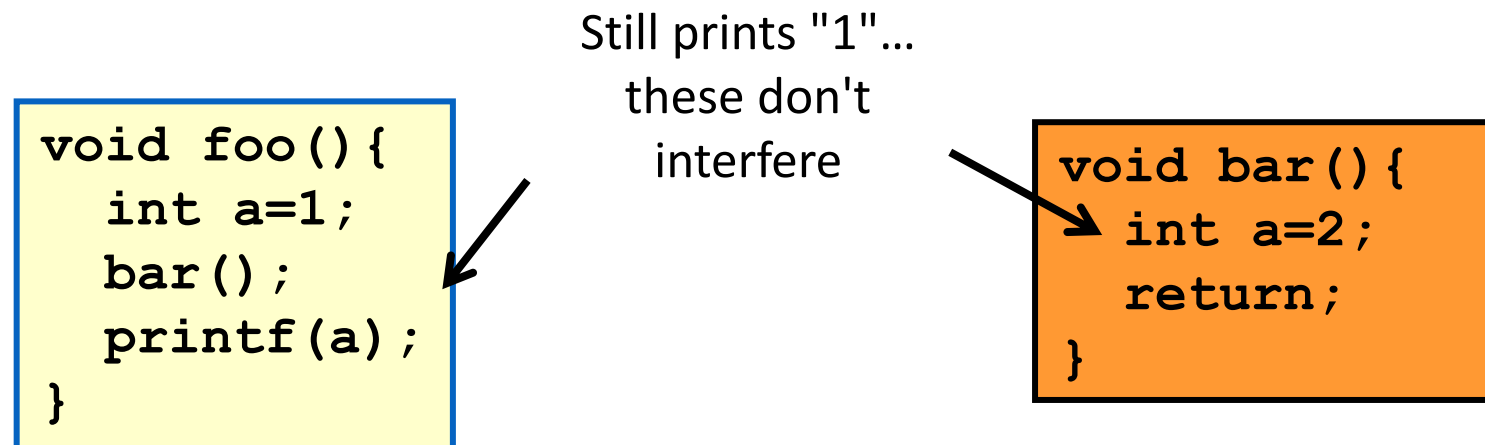 Still prints "1"…
these don't
interfere
void foo(){
  int a=1;
  bar();
  printf(a);
}
void bar(){
  int a=2;
  return;
}